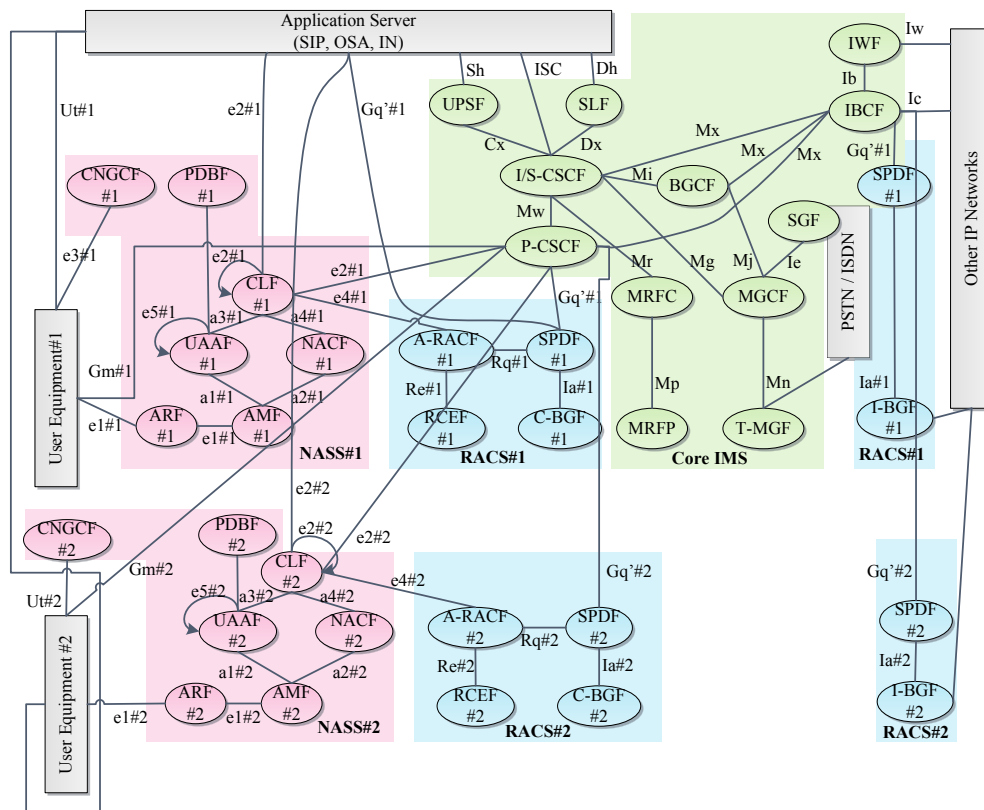 Application Server
(SIP, OSA, IN)
IWF
Iw
Sh
ISC
Dh
Ib
Ut#1
e2#1
Gq’#1
UPSF
SLF
IBCF
Ic
Cx
Dx
Mx
Mx
Mx
Gq’#1
CNGCF
#1
PDBF
#1
I/S-CSCF
Mi
BGCF
SPDF
#1
Mw
SGF
Other IP Networks
e3#1
e2#1
P-CSCF
Mr
Mg
Mj
Ie
PSTN / ISDN
CLF
#1
e2#1
e4#1
Gq’#1
MRFC
MGCF
e5#1
a3#1
a4#1
UAAF
#1
NACF
#1
A-RACF
#1
Rq#1
SPDF
#1
User Equipment#1
Gm#1
a1#1
a2#1
Re#1
Ia#1
Mp
Mn
Ia#1
e1#1
ARF
#1
e1#1
AMF
#1
RCEF
#1
C-BGF
#1
MRFP
T-MGF
I-BGF
#1
NASS#1
RACS#1
Core IMS
RACS#1
e2#2
CNGCF
#2
PDBF
#2
e2#2
e2#2
Gm#2
CLF
#2
Ut#2
e5#2
a3#2
a4#2
e4#2
Gq’#2
Gq’#2
UAAF
#2
NACF
#2
A-RACF
#2
Rq#2
SPDF
#2
SPDF
#2
User Equipment #2
a1#2
a2#2
Re#2
Ia#2
Ia#2
e1#2
ARF
#2
e1#2
AMF
#2
RCEF
#2
C-BGF
#2
I-BGF
#2
NASS#2
RACS#2
RACS#2